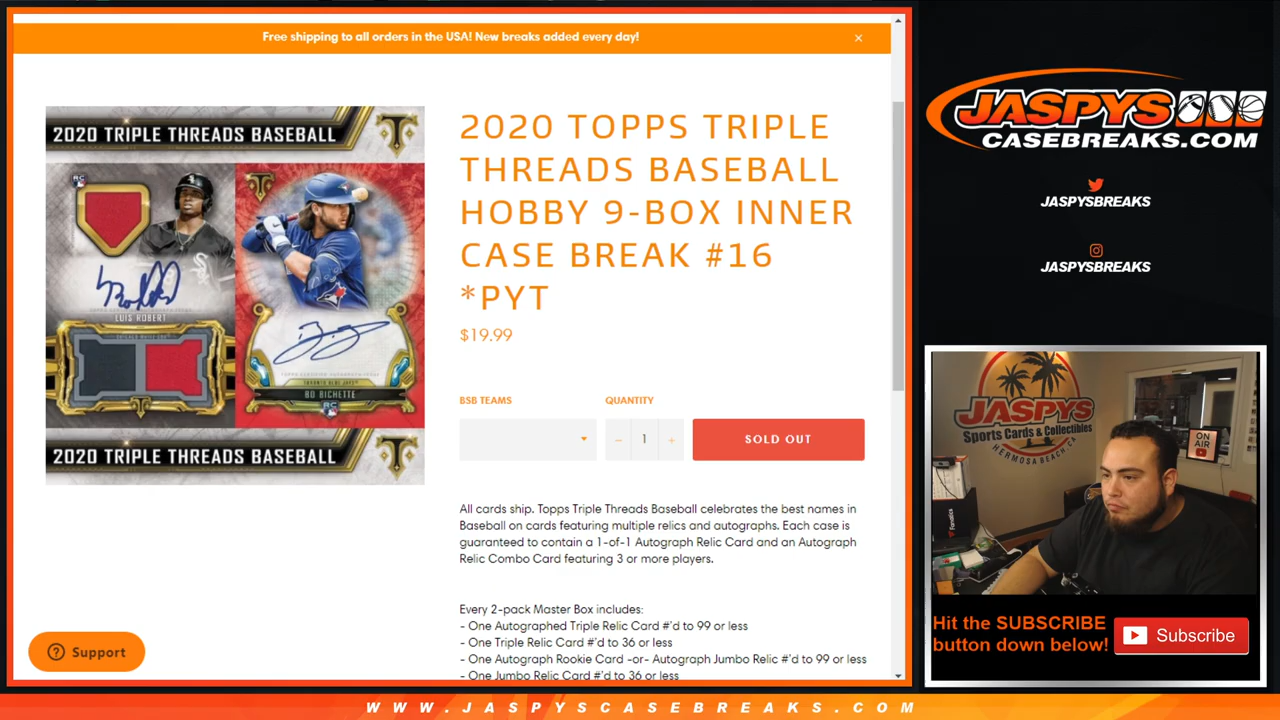 Free shipping to all orders in the USA! New breaks added every day!
×
2020 TRIPLE THREADS BASEBALL
LUIS ROBERT
TORONTO BLUE JAYS
BO BICHETTE
RC
2020 TRIPLE THREADS BASEBALL
2020 TOPPS TRIPLE
THREADS BASEBALL
HOBBY 9-BOX INNER
CASE BREAK #16
*PYT
$19.99
BSB TEAMS
QUANTITY
− 1 +
SOLD OUT
All cards ship. Topps Triple Threads Baseball celebrates the best names in
Baseball on cards featuring multiple relics and autographs. Each case is
guaranteed to contain a 1-of-1 Autograph Relic Card and an Autograph
Relic Combo Card featuring 3 or more players.
Every 2-pack Master Box includes:
- One Autographed Triple Relic Card #'d to 99 or less
- One Triple Relic Card #'d to 36 or less
- One Autograph Rookie Card -or- Autograph Jumbo Relic #'d to 99 or less
- One Jumbo Relic Card #'d to 36 or less
? Support
JASPYS
CASEBREAKS.COM
JASPYSBREAKS
JASPYSBREAKS
JASPYS
Sports Cards & Collectibles
HERMOSA BEACH, CA
ON
AIR
Fanatics
Hit the SUBSCRIBE
button down below!
Subscribe
WWW.JASPYSCASEBREAKS.COM